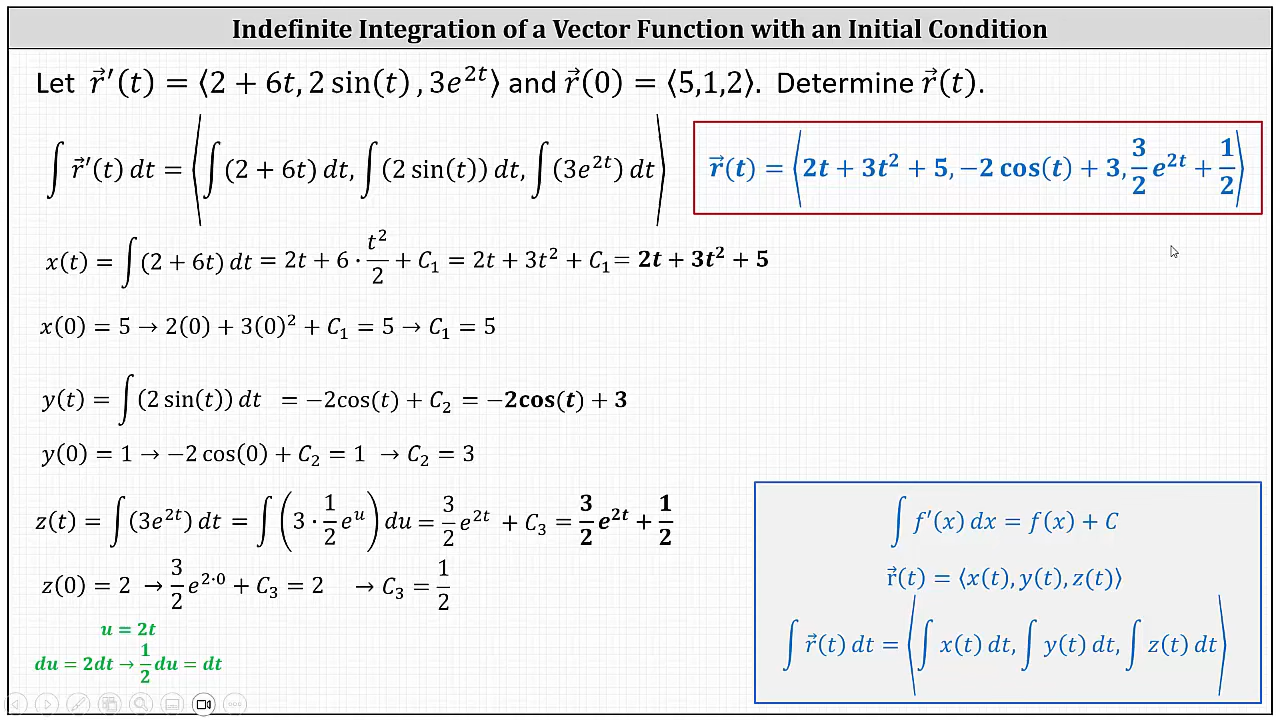 Indefinite Integration of a Vector Function with an Initial Condition
Let r⃗′(t) = ⟨2 + 6t, 2 sin(t) , 3e^{2t}⟩ and r⃗(0) = ⟨5,1,2⟩. Determine r⃗(t).
∫ r⃗′(t) dt = ⟨∫(2 + 6t) dt, ∫(2 sin(t)) dt, ∫(3e^{2t}) dt⟩
r⃗(t) = ⟨2t + 3t² + 5, −2 cos(t) + 3, 3/2 e^{2t} + 1/2⟩
x(t) = ∫(2 + 6t) dt = 2t + 6 · t²/2 + C₁ = 2t + 3t² + C₁ = 2t + 3t² + 5
x(0) = 5 → 2(0) + 3(0)² + C₁ = 5 → C₁ = 5
y(t) = ∫(2 sin(t)) dt = −2cos(t) + C₂ = −2cos(t) + 3
y(0) = 1 → −2 cos(0) + C₂ = 1 → C₂ = 3
z(t) = ∫(3e^{2t}) dt = ∫(3 · 1/2 e^u) du = 3/2 e^{2t} + C₃ = 3/2 e^{2t} + 1/2
z(0) = 2 → 3/2 e^{2·0} + C₃ = 2 → C₃ = 1/2
u = 2t
du = 2dt → 1/2 du = dt
∫ f′(x) dx = f(x) + C
r⃗(t) = ⟨x(t), y(t), z(t)⟩
∫ r⃗(t) dt = ⟨∫ x(t) dt, ∫ y(t) dt, ∫ z(t) dt⟩